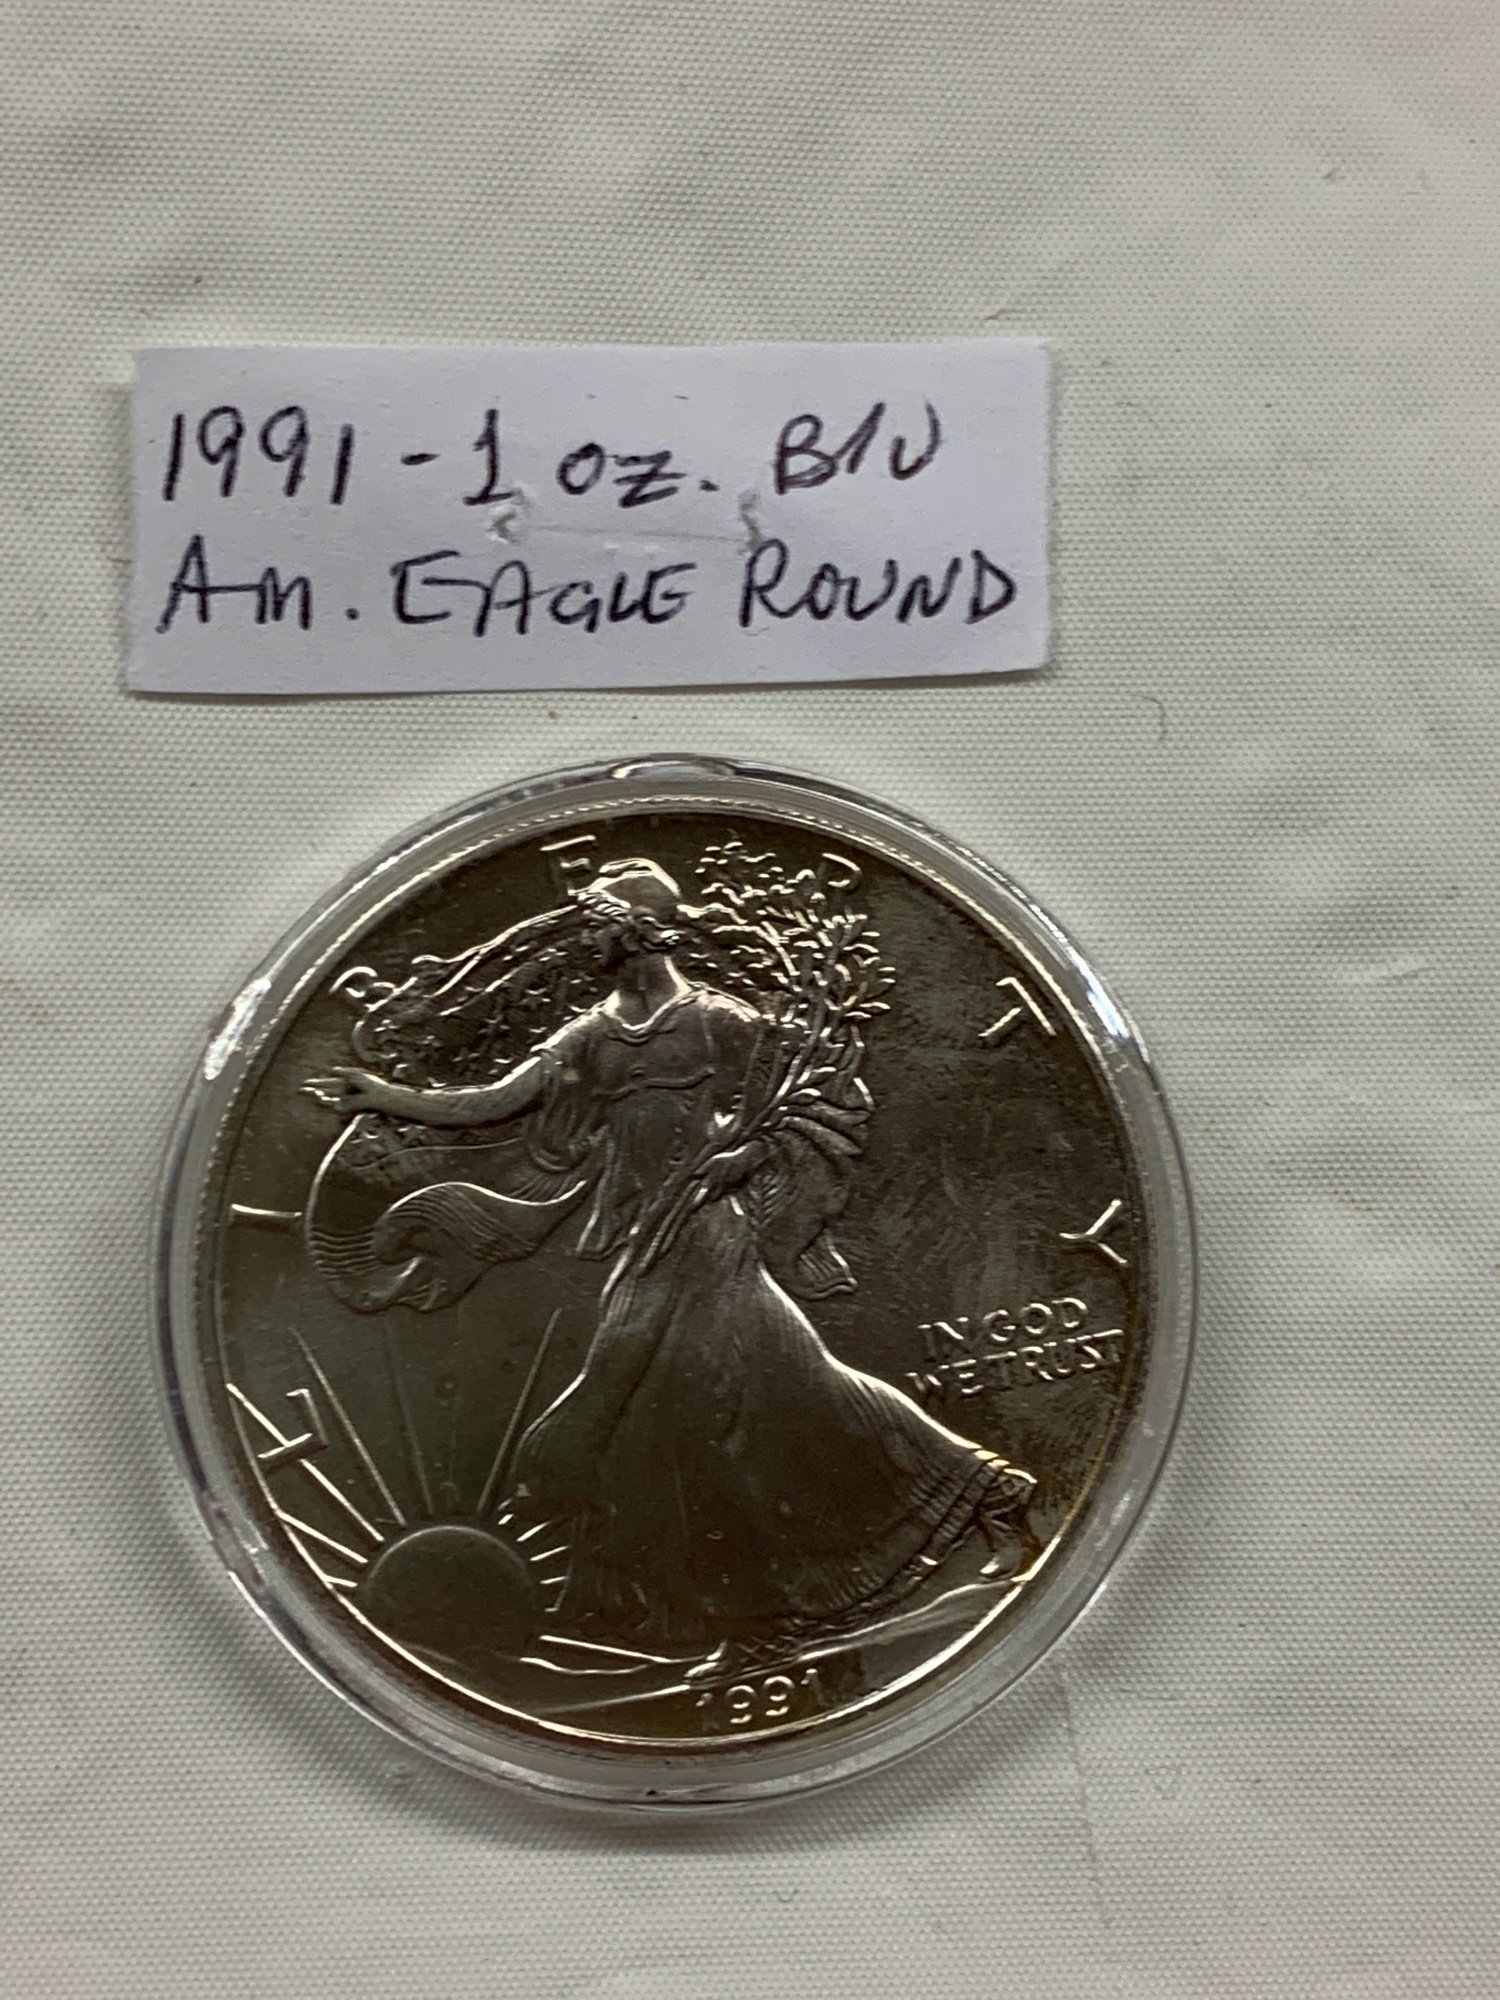 1991 - 1 oz. B/U
Am. EAGLE ROUND
LIBERTY
IN GOD
WE TRUST
1991